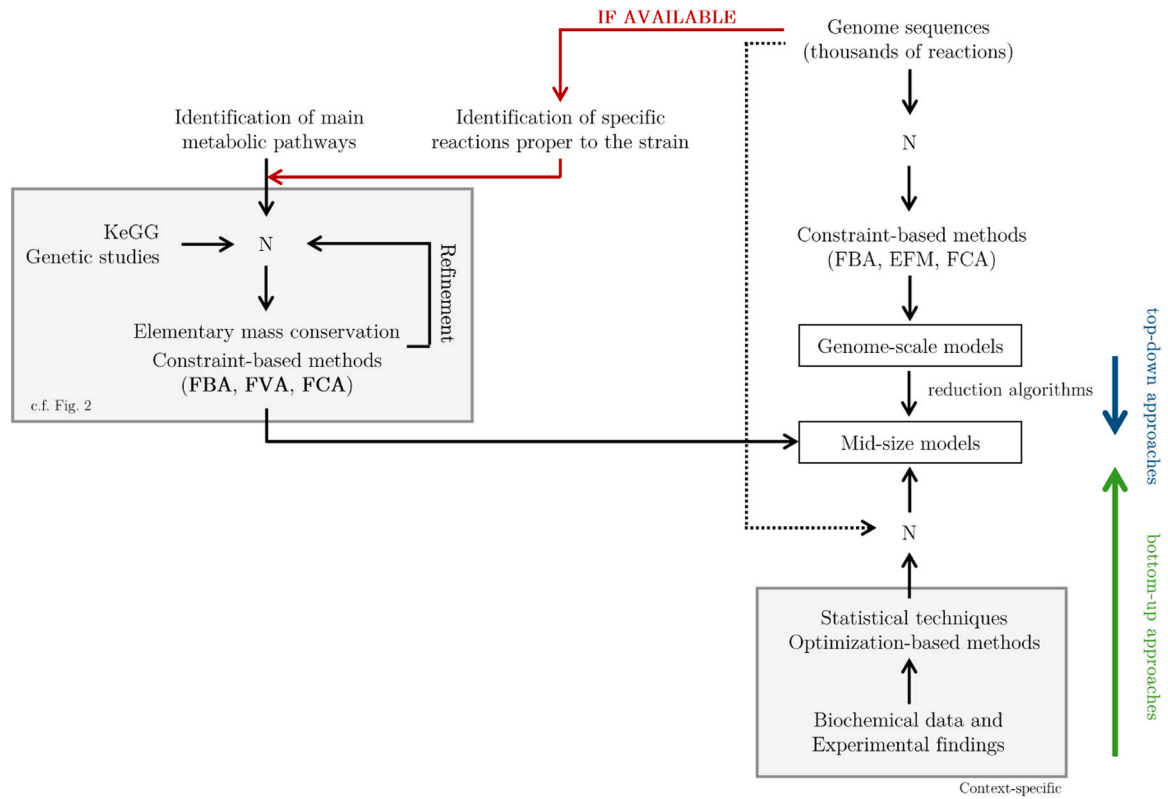 IF AVAILABLE
Genome sequences
(thousands of reactions)
Identification of main
metabolic pathways
Identification of specific
reactions proper to the strain
N
KeGG
Genetic studies
N
Refinement
Elementary mass conservation
Constraint-based methods
(FBA, FVA, FCA)
c.f. Fig. 2
Constraint-based methods
(FBA, EFM, FCA)
Genome-scale models
reduction algorithms
Mid-size models
N
Statistical techniques
Optimization-based methods
Biochemical data and
Experimental findings
Context-specific
top-down approaches
bottom-up approaches